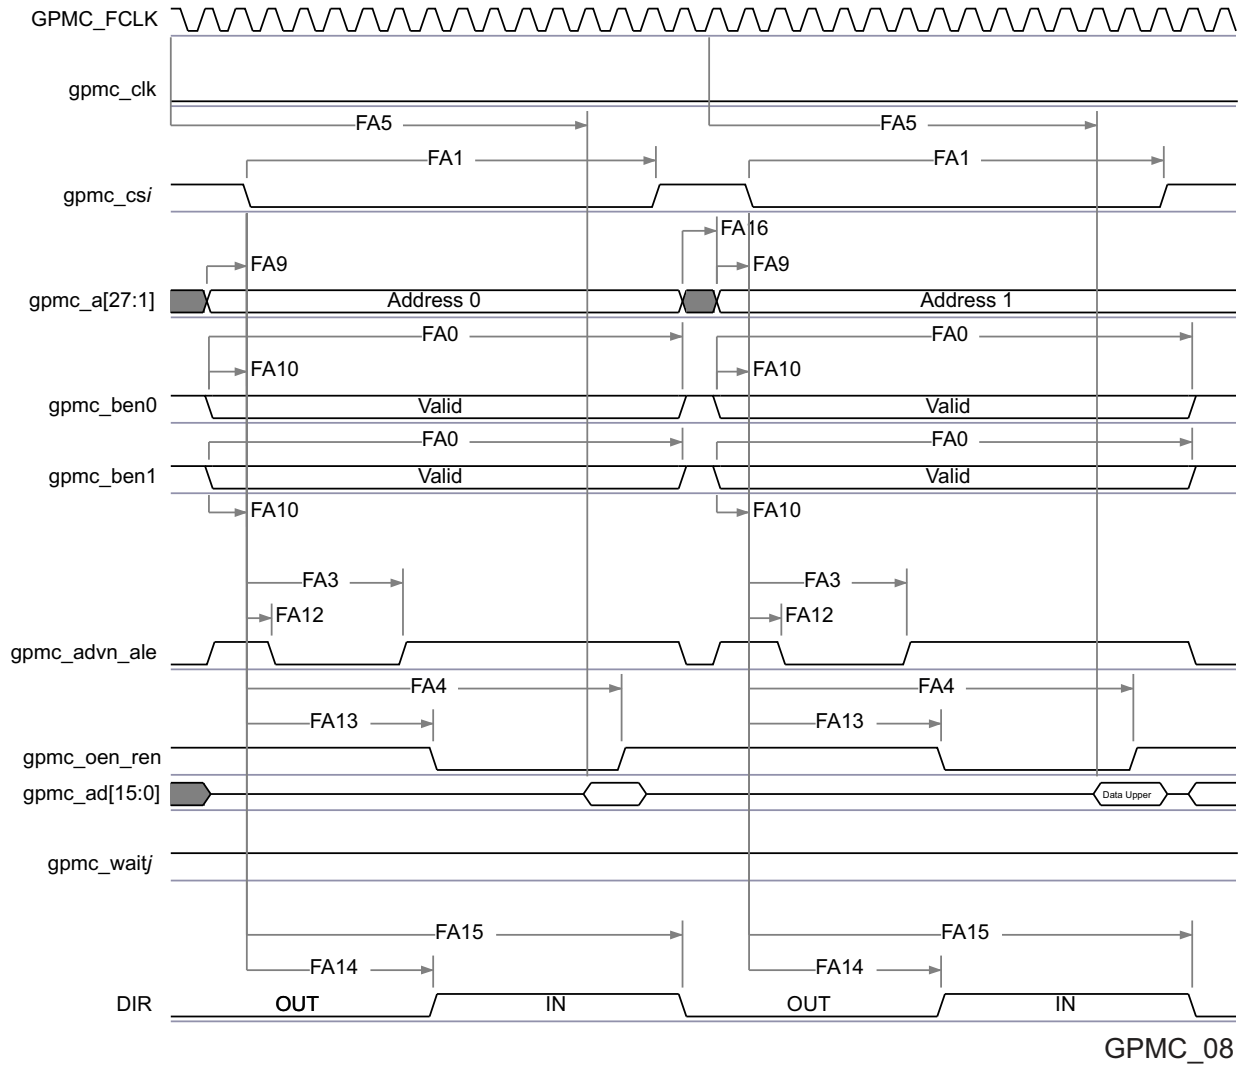 GPMC_FCLK
gpmc_clk
FA5 FA5
FA1 FA1
gpmc_csi
FA16
FA9 FA9
gpmc_a[27:1] Address 0 Address 1
FA0 FA0
FA10 FA10
gpmc_ben0 Valid Valid
FA0 FA0
gpmc_ben1 Valid Valid
FA10 FA10
FA3 FA3
FA12 FA12
gpmc_advn_ale
FA4 FA4
FA13 FA13
gpmc_oen_ren
gpmc_ad[15:0] Data Upper
gpmc_waitj
FA15 FA15
FA14 FA14
DIR OUT IN OUT IN
GPMC_08